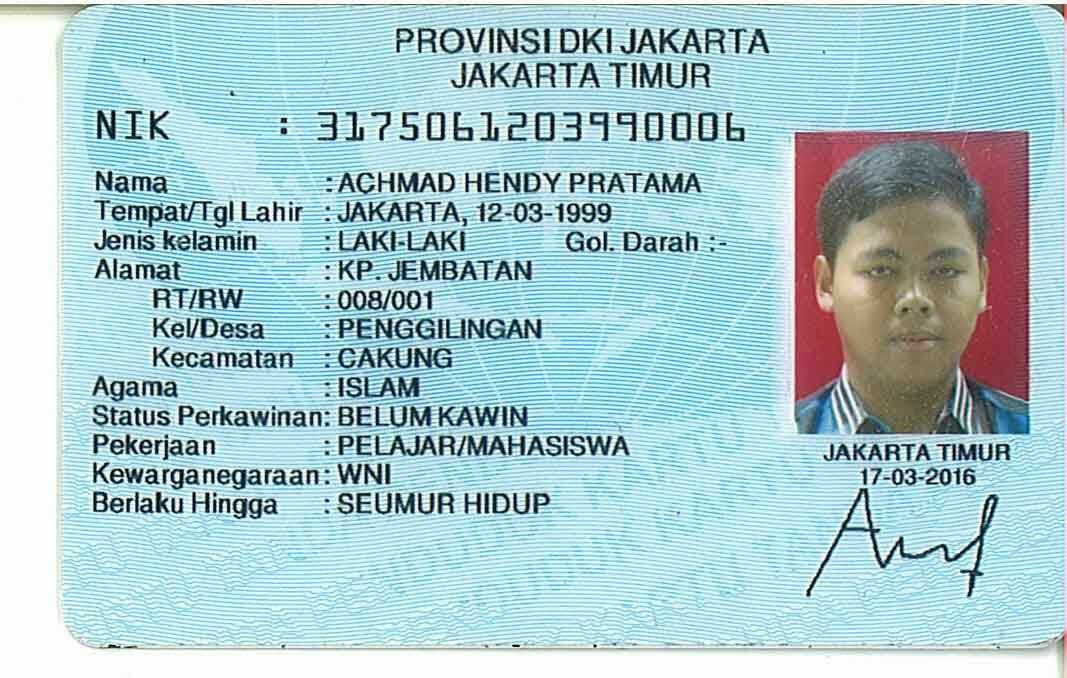 PROVINSI DKI JAKARTA
JAKARTA TIMUR
NIK : 3175061203990006
Nama : ACHMAD HENDY PRATAMA
Tempat/Tgl Lahir : JAKARTA, 12-03-1999
Jenis kelamin : LAKI-LAKI Gol. Darah :-
Alamat : KP. JEMBATAN
RT/RW : 008/001
Kel/Desa : PENGGILINGAN
Kecamatan : CAKUNG
Agama : ISLAM
Status Perkawinan: BELUM KAWIN
Pekerjaan : PELAJAR/MAHASISWA
Kewarganegaraan: WNI
Berlaku Hingga : SEUMUR HIDUP
JAKARTA TIMUR
17-03-2016